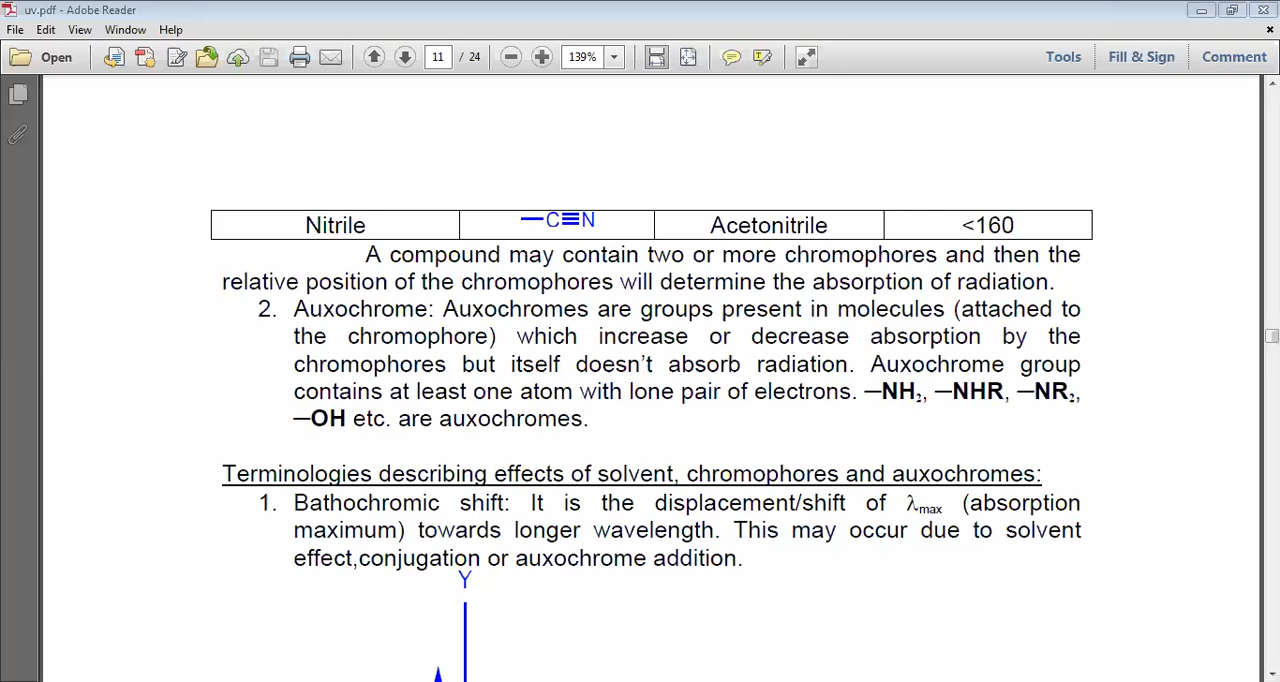 uv.pdf - Adobe Reader
File Edit View Window Help
Open 11 / 24 139% Tools Fill & Sign Comment
Nitrile —C≡N Acetonitrile <160
A compound may contain two or more chromophores and then the
relative position of the chromophores will determine the absorption of radiation.
2. Auxochrome: Auxochromes are groups present in molecules (attached to
the chromophore) which increase or decrease absorption by the
chromophores but itself doesn’t absorb radiation. Auxochrome group
contains at least one atom with lone pair of electrons. —NH₂, —NHR, —NR₂,
—OH etc. are auxochromes.
Terminologies describing effects of solvent, chromophores and auxochromes:
1. Bathochromic shift: It is the displacement/shift of λmax (absorption
maximum) towards longer wavelength. This may occur due to solvent
effect,conjugation or auxochrome addition.
Y